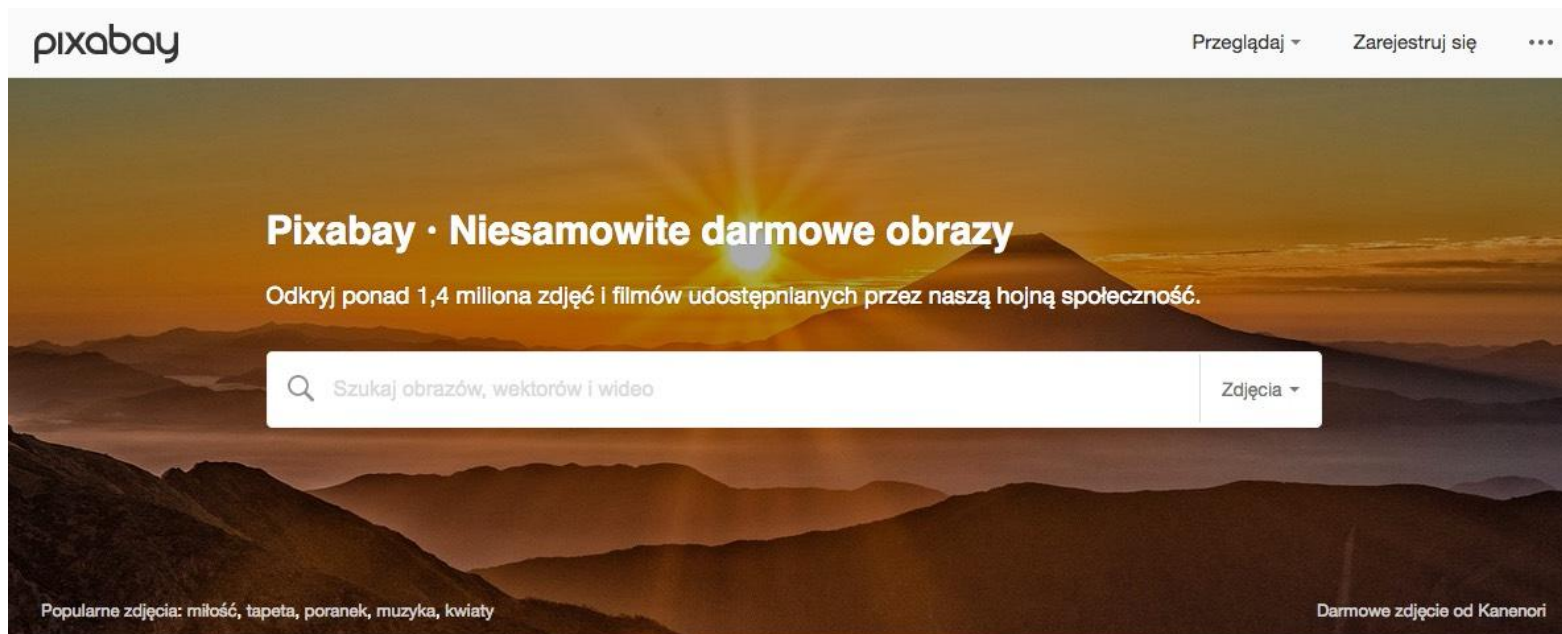 pixabay
Przeglądaj
Zarejestruj się
Pixabay · Niesamowite darmowe obrazy
Odkryj ponad 1,4 miliona zdjęć i filmów udostępnianych przez naszą hojną społeczność.
Szukaj obrazów, wektorów i wideo
Zdjęcia
Popularne zdjęcia: miłość, tapeta, poranek, muzyka, kwiaty
Darmowe zdjęcie od Kanenori